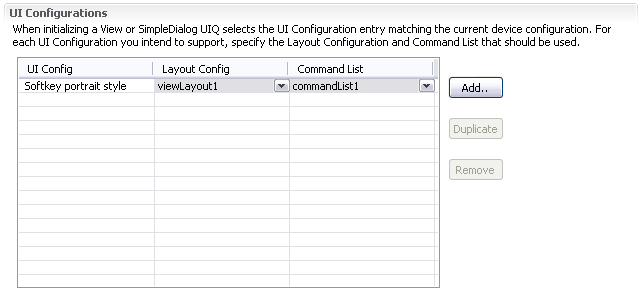 UI Configurations
When initializing a View or SimpleDialog UIQ selects the UI Configuration entry matching the current device configuration. For
each UI Configuration you intend to support, specify the Layout Configuration and Command List that should be used.
UI Config Layout Config Command List
Softkey portrait style viewLayout1 commandList1
Add..
Duplicate
Remove